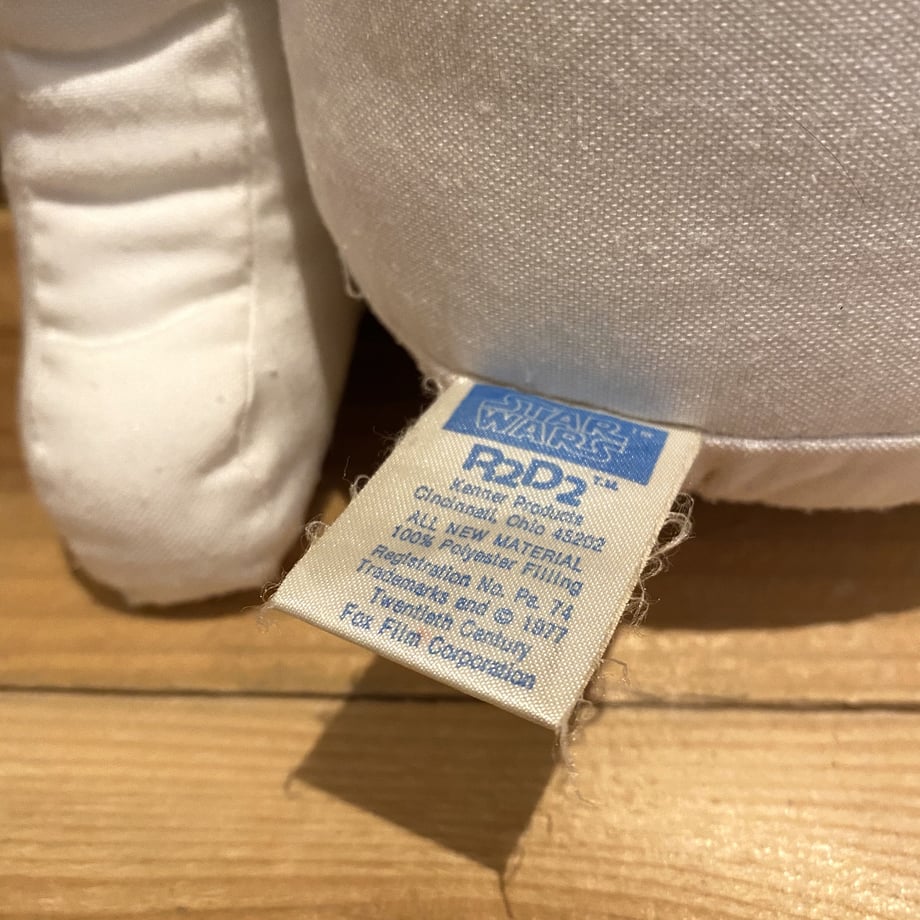 STAR
WARS™
R2D2™
Kenner Products
Cincinnati, Ohio 45202
ALL NEW MATERIAL
100% Polyester Filling
Registration No. Pa. 74
Trademarks and © 1977
Twentieth Century
Fox Film Corporation